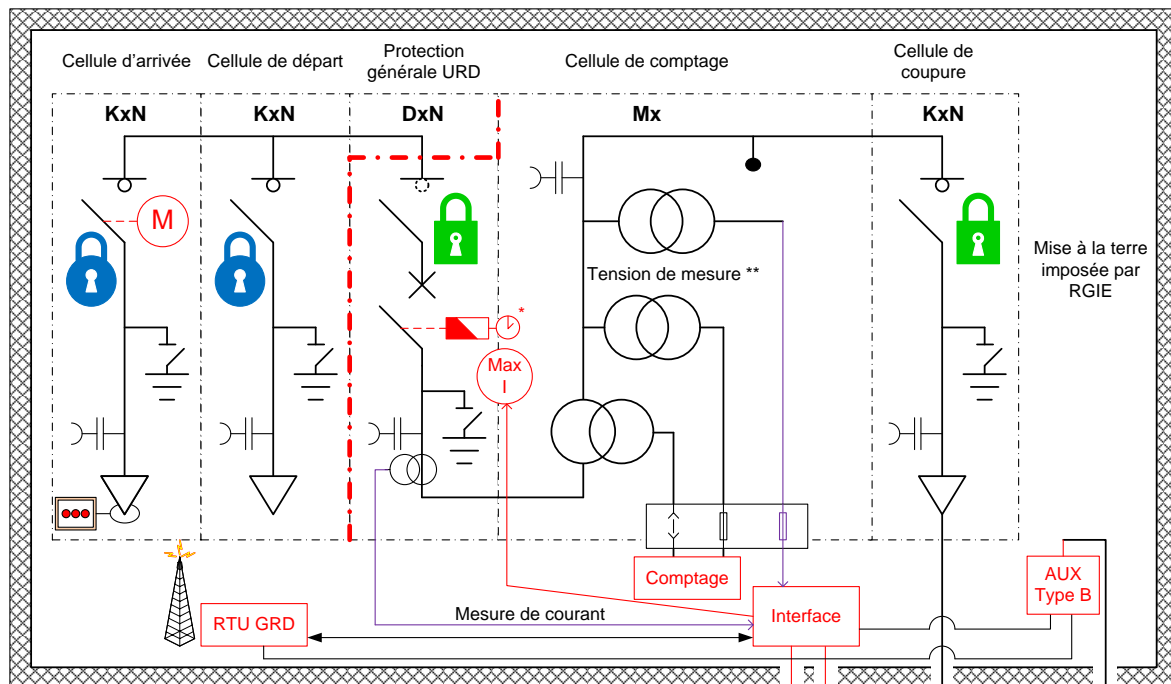 Cellule d'arrivée
Cellule de départ
Protection
générale URD
Cellule de comptage
Cellule de
coupure
KxN
KxN
DxN
Mx
KxN
M
Mise à la terre
imposée par
RGIE
Tension de mesure **
*
Max
I
Comptage
AUX
Type B
Mesure de courant
RTU GRD
Interface